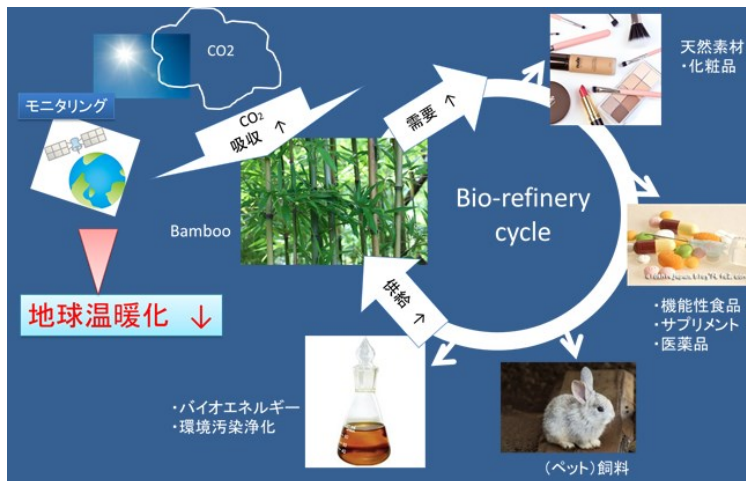 CO2
モニタリング
CO₂
吸収 ↑
需要 ↑
天然素材
・化粧品
Bamboo
Bio-refinery
cycle
供給 ↑
地球温暖化 ↓
・機能性食品
・サプリメント
・医薬品
・バイオエネルギー
・環境汚染浄化
(ペット)飼料